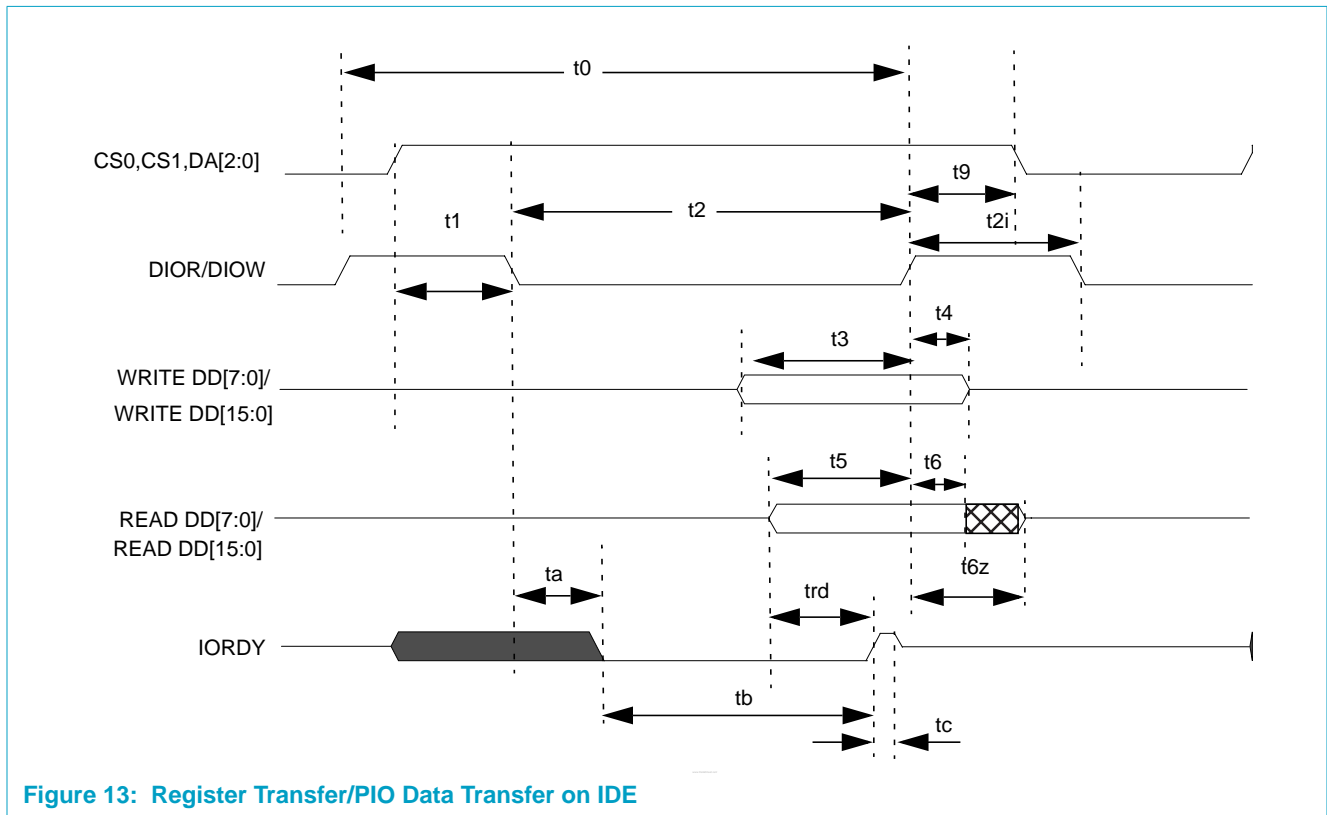 t0
CS0,CS1,DA[2:0]
t9
t1
t2
t2i
DIOR/DIOW
t4
t3
WRITE DD[7:0]/
WRITE DD[15:0]
t5
t6
READ DD[7:0]/
READ DD[15:0]
t6z
ta
trd
IORDY
tb
tc
Figure 13: Register Transfer/PIO Data Transfer on IDE